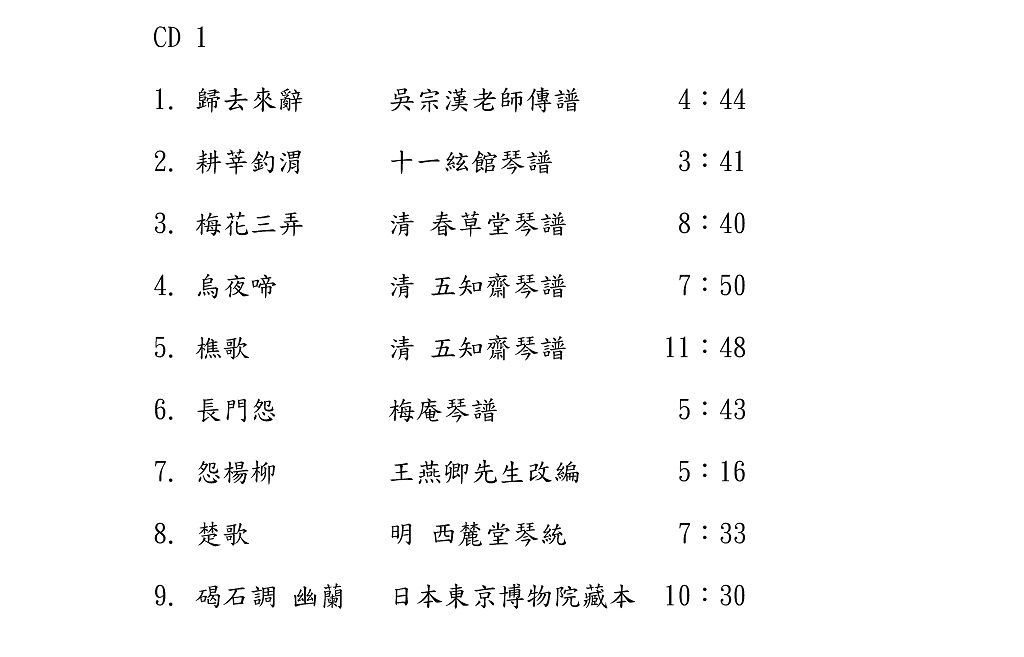 CD 1
1. 歸去來辭 吳宗漢老師傳譜 4：44
2. 耕莘釣渭 十一絃館琴譜 3：41
3. 梅花三弄 清 春草堂琴譜 8：40
4. 烏夜啼 清 五知齋琴譜 7：50
5. 樵歌 清 五知齋琴譜 11：48
6. 長門怨 梅庵琴譜 5：43
7. 怨楊柳 王燕卿先生改編 5：16
8. 楚歌 明 西麓堂琴統 7：33
9. 碣石調 幽蘭 日本東京博物院藏本 10：30